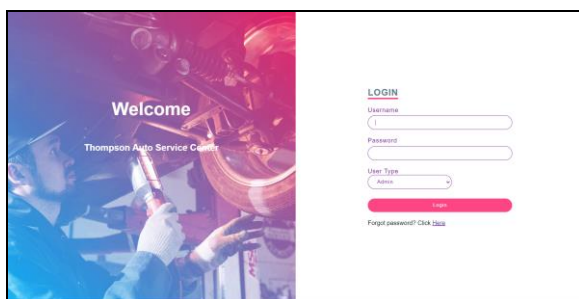 Welcome
Thompson Auto Service Center
LOGIN
Username
Password
User Type
Admin
Login
Forgot password? Click Here